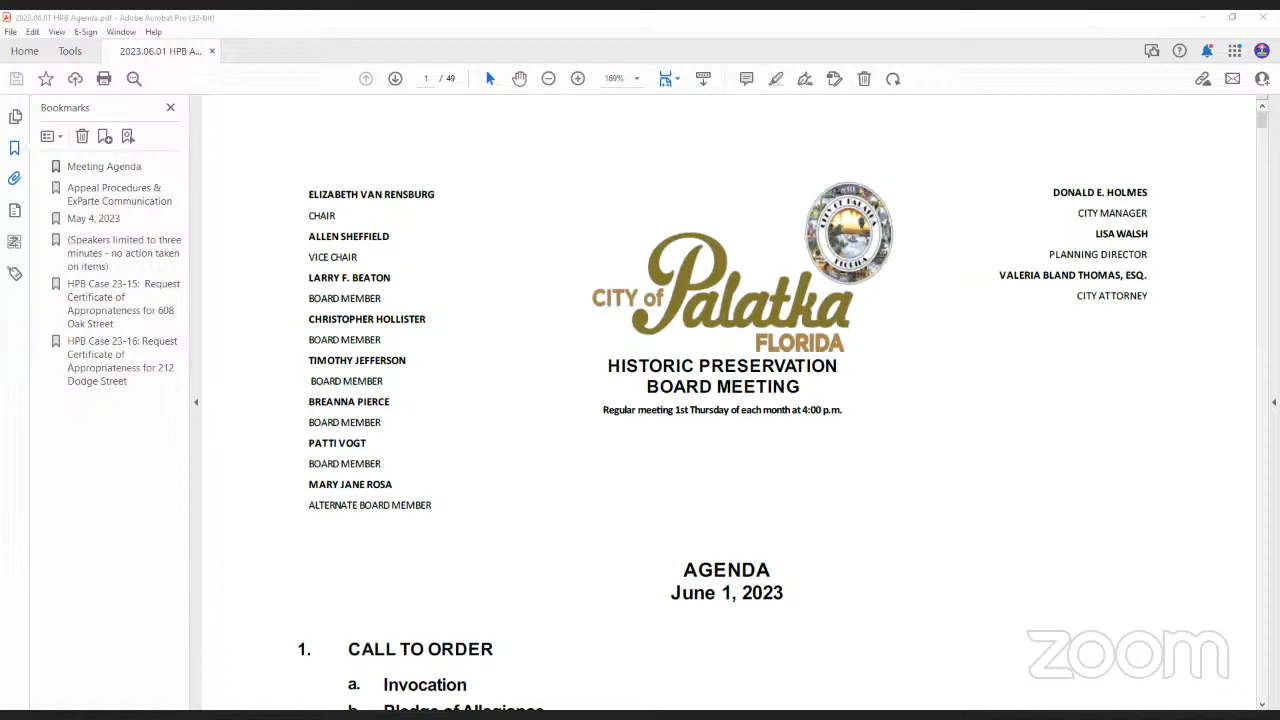 2023.06.01 HPB Agenda.pdf - Adobe Acrobat Pro (32-bit)
File Edit View E-Sign Window Help
Home Tools 2023.06.01 HPB A... ×
1 / 49 169%
Bookmarks
Meeting Agenda
Appeal Procedures &
ExParte Communication
May 4, 2023
(Speakers limited to three
minutes - no action taken
on items)
HPB Case 23-15: Request
Certificate of
Appropriateness for 608
Oak Street
HPB Case 23-16: Request
Certificate of
Appropriateness for 212
Dodge Street
ELIZABETH VAN RENSBURG
CHAIR
ALLEN SHEFFIELD
VICE CHAIR
LARRY F. BEATON
BOARD MEMBER
CHRISTOPHER HOLLISTER
BOARD MEMBER
TIMOTHY JEFFERSON
BOARD MEMBER
BREANNA PIERCE
BOARD MEMBER
PATTI VOGT
BOARD MEMBER
MARY JANE ROSA
ALTERNATE BOARD MEMBER
CITY OF PALATKA
FLORIDA
CITY of Palatka
FLORIDA
HISTORIC PRESERVATION
BOARD MEETING
Regular meeting 1st Thursday of each month at 4:00 p.m.
DONALD E. HOLMES
CITY MANAGER
LISA WALSH
PLANNING DIRECTOR
VALERIA BLAND THOMAS, ESQ.
CITY ATTORNEY
AGENDA
June 1, 2023
1. CALL TO ORDER
a. Invocation
b. Pledge of Allegiance
zoom